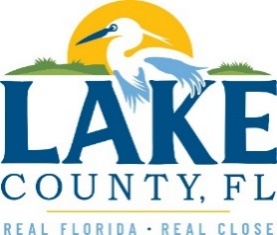 LAKE
COUNTY, FL
REAL FLORIDA • REAL CLOSE